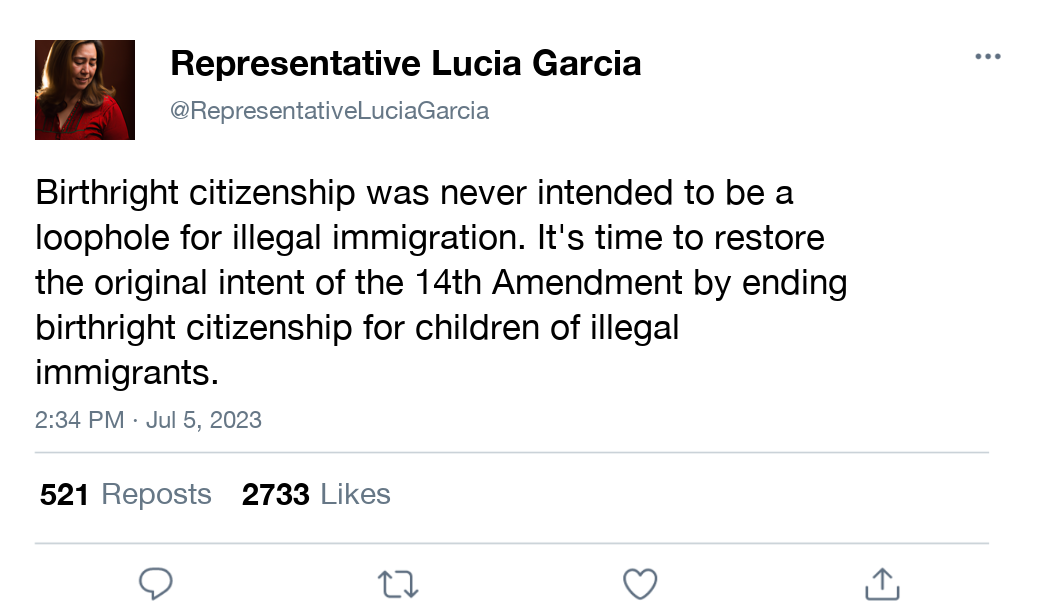 Representative Lucia Garcia
@RepresentativeLuciaGarcia
Birthright citizenship was never intended to be a
loophole for illegal immigration. It's time to restore
the original intent of the 14th Amendment by ending
birthright citizenship for children of illegal
immigrants.
2:34 PM · Jul 5, 2023
521 Reposts 2733 Likes